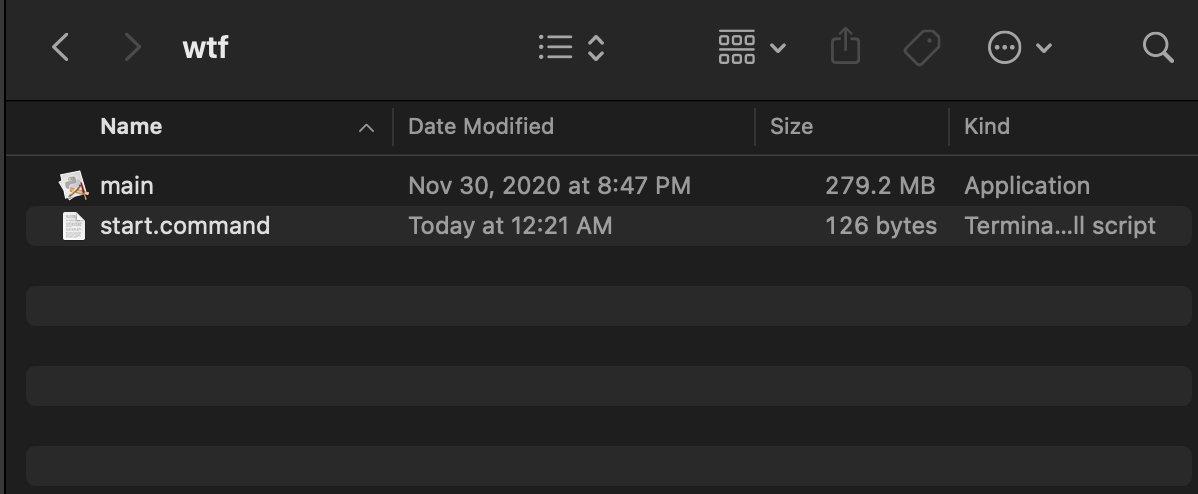 wtf
Name Date Modified Size Kind
main Nov 30, 2020 at 8:47 PM 279.2 MB Application
start.command Today at 12:21 AM 126 bytes Termina...ll script